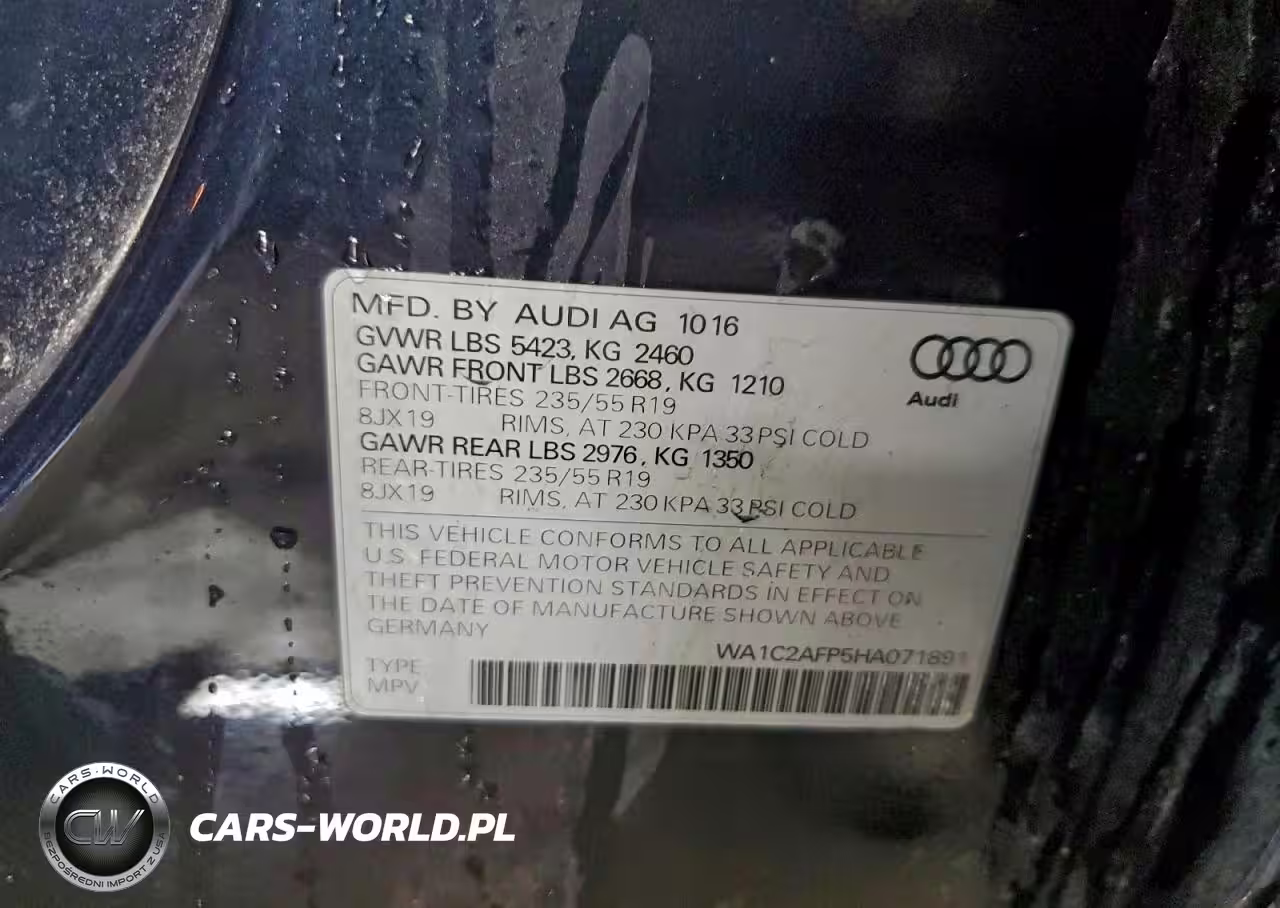 MFD. BY AUDI AG 1016
GVWR LBS 5423, KG 2460
GAWR FRONT LBS 2668, KG 1210
FRONT-TIRES 235/55 R19
8JX19 RIMS, AT 230 KPA 33 PSI COLD
GAWR REAR LBS 2976, KG 1350
REAR-TIRES 235/55 R19
8JX19 RIMS, AT 230 KPA 33 PSI COLD
Audi
THIS VEHICLE CONFORMS TO ALL APPLICABLE
U.S. FEDERAL MOTOR VEHICLE SAFETY AND
THEFT PREVENTION STANDARDS IN EFFECT ON
THE DATE OF MANUFACTURE SHOWN ABOVE
GERMANY
WA1C2AFP5HA071891
TYPE
MPV
CARS-WORLD
CW
BEZPOŚREDNI IMPORT Z USA
CARS-WORLD.PL